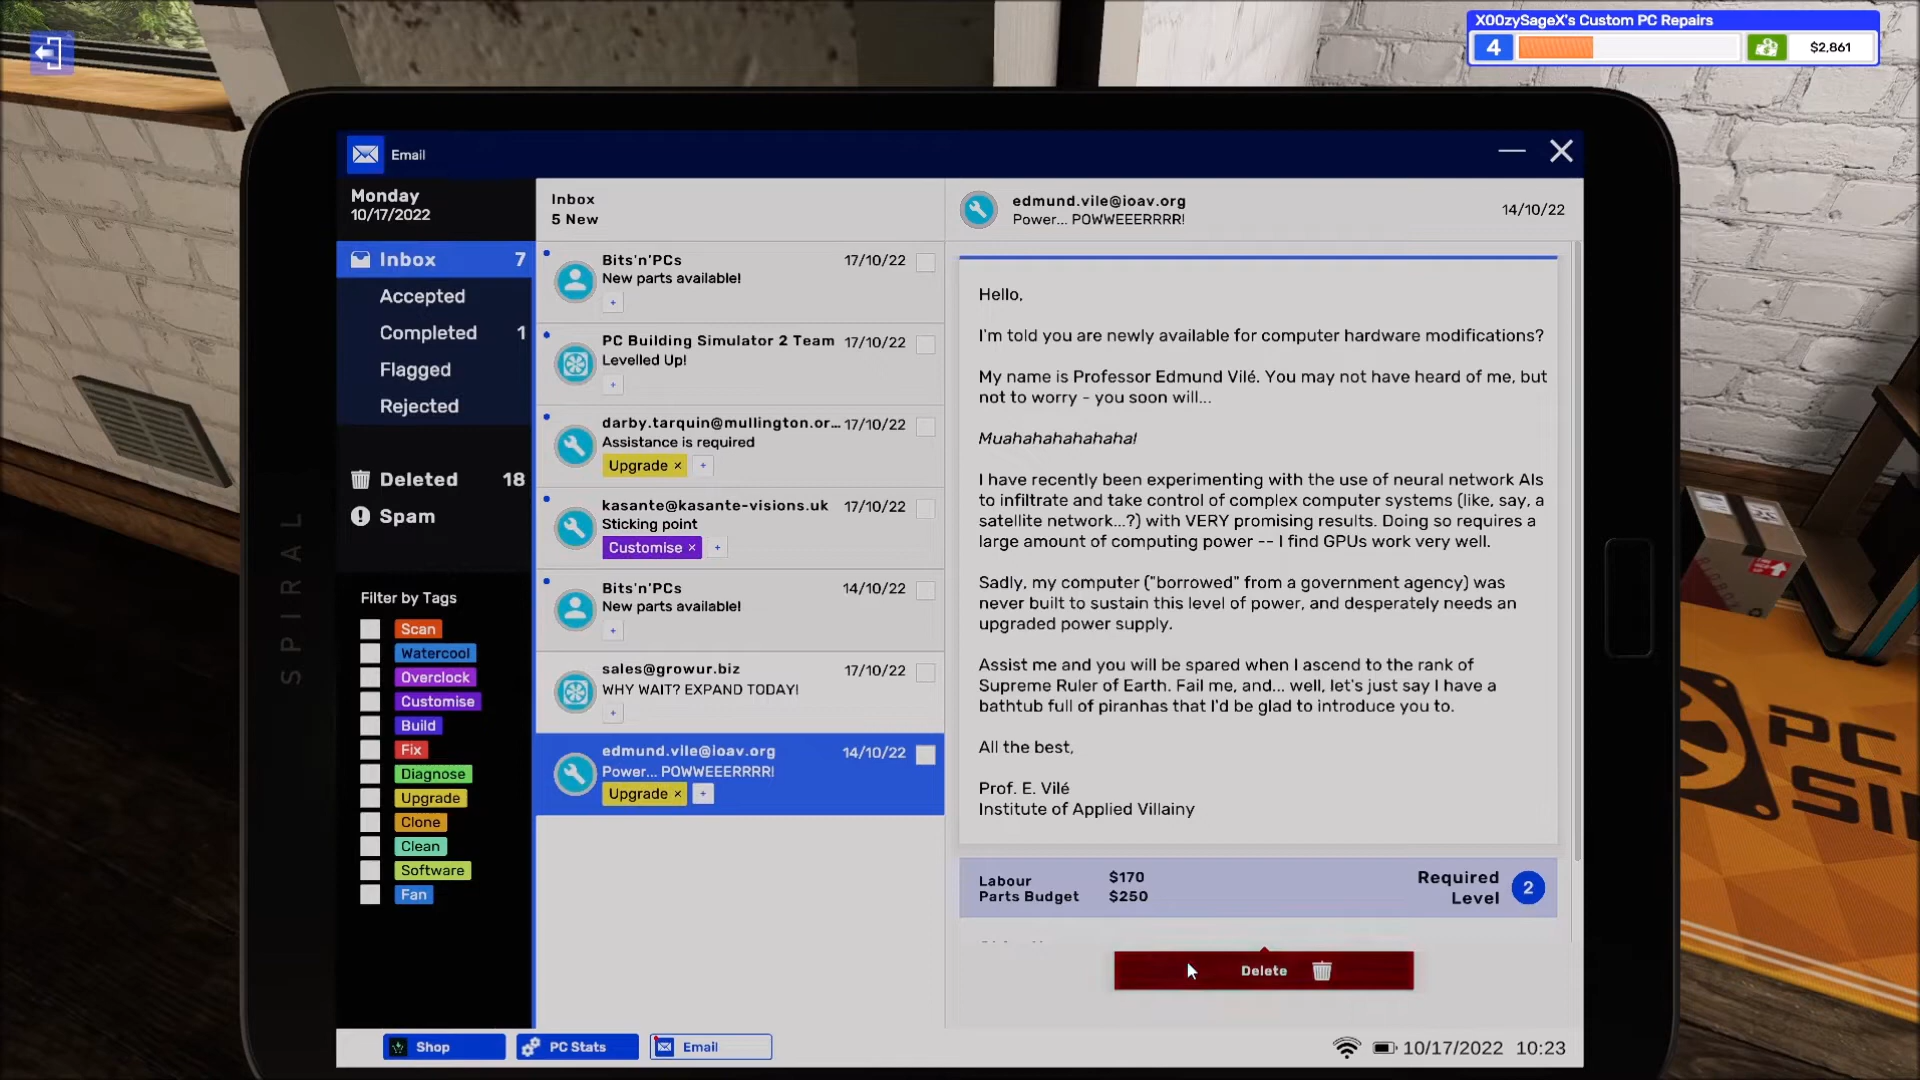 X00zySageX's Custom PC Repairs
4
$2,861
Email
Monday
10/17/2022
Inbox 7
Accepted
Completed 1
Flagged
Rejected
Deleted 18
Spam
Filter by Tags
Scan
Watercool
Overclock
Customise
Build
Fix
Diagnose
Upgrade
Clone
Clean
Software
Fan
Inbox
5 New
Bits'n'PCs 17/10/22
New parts available!
+
PC Building Simulator 2 Team 17/10/22
Levelled Up!
+
darby.tarquin@mullington.or... 17/10/22
Assistance is required
Upgrade × +
kasante@kasante-visions.uk 17/10/22
Sticking point
Customise × +
Bits'n'PCs 14/10/22
New parts available!
+
sales@growur.biz 17/10/22
WHY WAIT? EXPAND TODAY!
+
edmund.vile@ioav.org 14/10/22
Power... POWWEEERRRR!
Upgrade × +
edmund.vile@ioav.org 14/10/22
Power... POWWEEERRRR!
Hello,
I'm told you are newly available for computer hardware modifications?
My name is Professor Edmund Vilé. You may not have heard of me, but
not to worry - you soon will...
Muahahahahahaha!
I have recently been experimenting with the use of neural network AIs
to infiltrate and take control of complex computer systems (like, say, a
satellite network...?) with VERY promising results. Doing so requires a
large amount of computing power -- I find GPUs work very well.
Sadly, my computer ("borrowed" from a government agency) was
never built to sustain this level of power, and desperately needs an
upgraded power supply.
Assist me and you will be spared when I ascend to the rank of
Supreme Ruler of Earth. Fail me, and... well, let's just say I have a
bathtub full of piranhas that I'd be glad to introduce you to.
All the best,
Prof. E. Vilé
Institute of Applied Villainy
Labour $170
Parts Budget $250
Required
Level
2
Delete
Shop
PC Stats
Email
10/17/2022 10:23
SPIRAL
PC